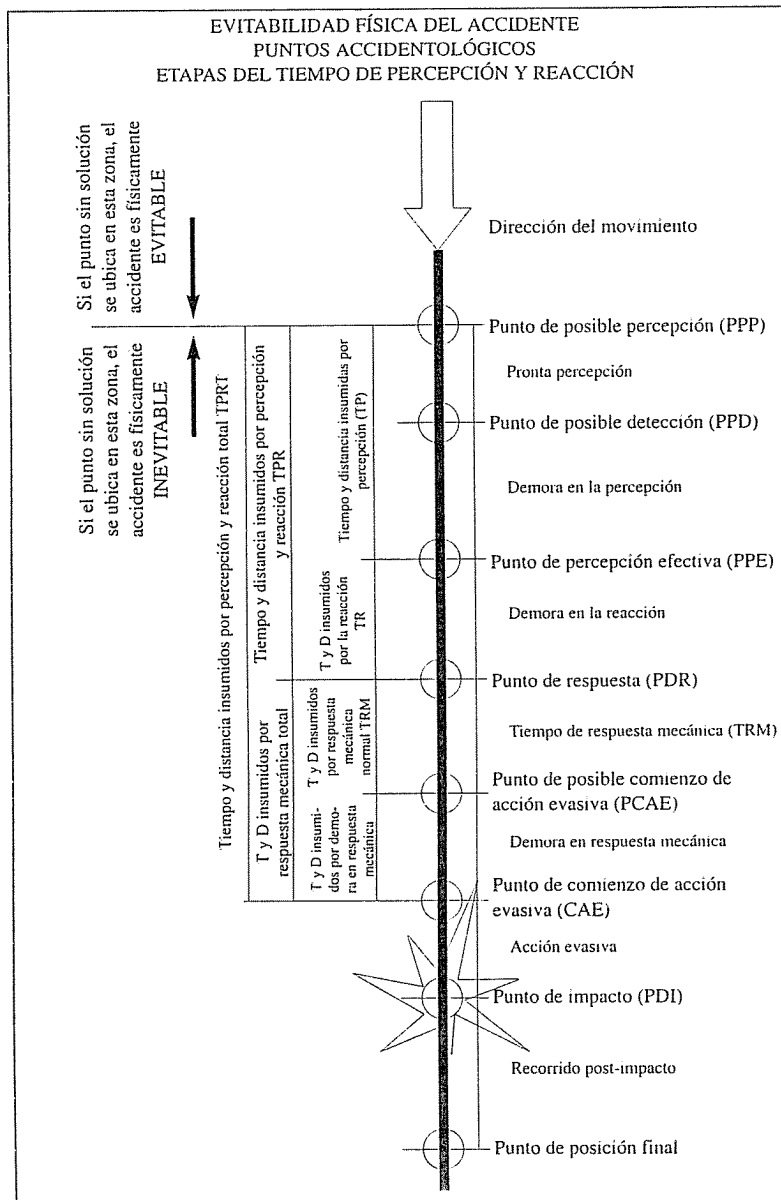 EVITABILIDAD FÍSICA DEL ACCIDENTE
PUNTOS ACCIDENTOLÓGICOS
ETAPAS DEL TIEMPO DE PERCEPCIÓN Y REACCIÓN
Si el punto sin solución
se ubica en esta zona, el
accidente es físicamente
EVITABLE
Si el punto sin solución
se ubica en esta zona, el
accidente es físicamente
INEVITABLE
Tiempo y distancia insumidos por percepción y reacción total TPRT
Tiempo y distancia insumidos por percepción
y reacción TPR
T y D insumidos por
respuesta mecánica total
Tiempo y distancia insumidas por
percepción (TP)
T y D insumidos
por la reacción
TR
T y D insumidos
por respuesta
mecánica
normal TRM
T y D insumi-
dos por demo-
ra en respuesta
mecánica
Dirección del movimiento
Punto de posible percepción (PPP)
Pronta percepción
Punto de posible detección (PPD)
Demora en la percepción
Punto de percepción efectiva (PPE)
Demora en la reacción
Punto de respuesta (PDR)
Tiempo de respuesta mecánica (TRM)
Punto de posible comienzo de
acción evasiva (PCAE)
Demora en respuesta mecánica
Punto de comienzo de acción
evasiva (CAE)
Acción evasiva
Punto de impacto (PDI)
Recorrido post-impacto
Punto de posición final